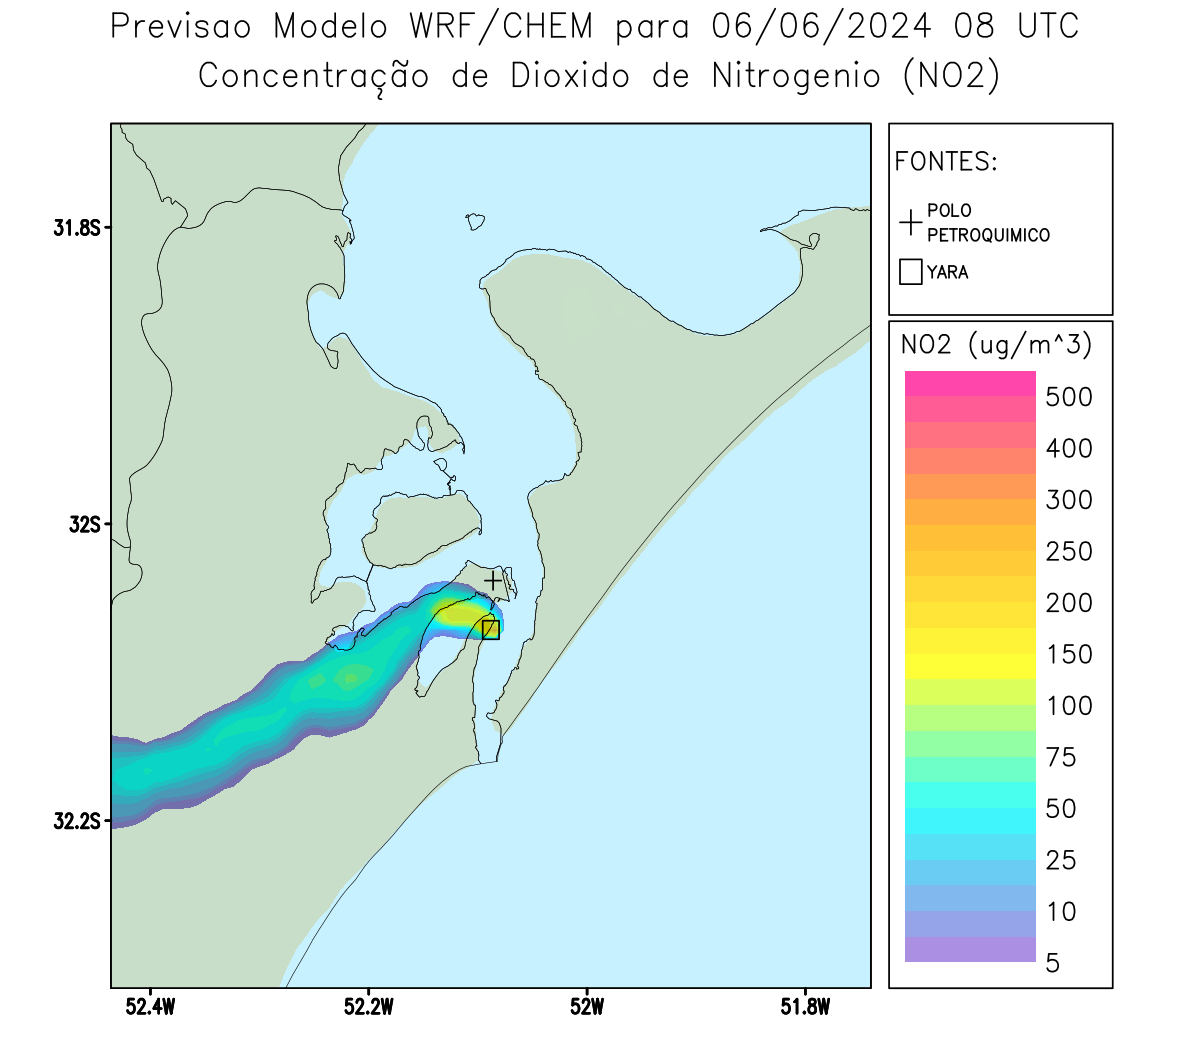 Previsao Modelo WRF/CHEM para 06/06/2024 08 UTC
Concentração de Dioxido de Nitrogenio (NO2)
FONTES:
POLO
PETROQUIMICO
YARA
31.8S
32S
32.2S
52.4W
52.2W
52W
51.8W
NO2 (ug/m^3)
500
400
300
250
200
150
100
75
50
25
10
5